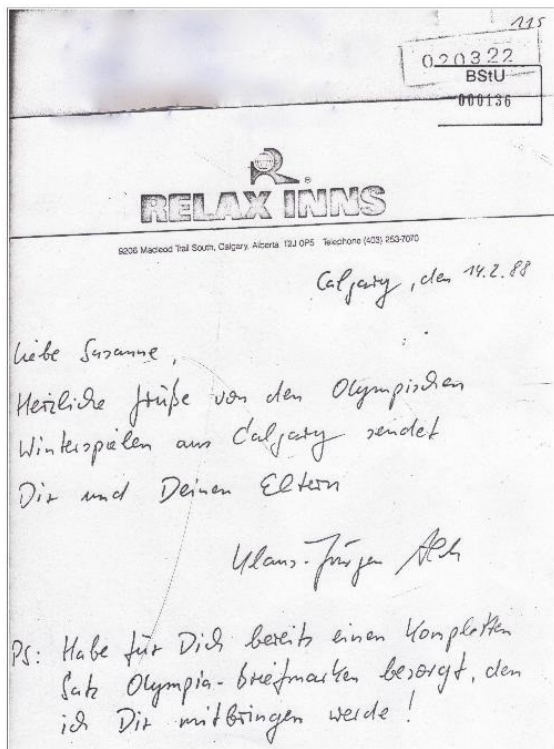 115
020322
BStU
000136
R®
RELAX INNS
9206 Macleod Trail South, Calgary, Alberta T2J 0P5 Telephone (403) 253-7070
Calgary, den 14.2.88
Liebe Susanne,
Herzliche Grüße von den Olympischen
Winterspielen aus Calgary sendet
Dir und Deinen Eltern
Klaus-Jürgen
PS: Habe für Dich bereits einen kompletten
Satz Olympia-briefmarken besorgt, den
ich Dir mitbringen werde!